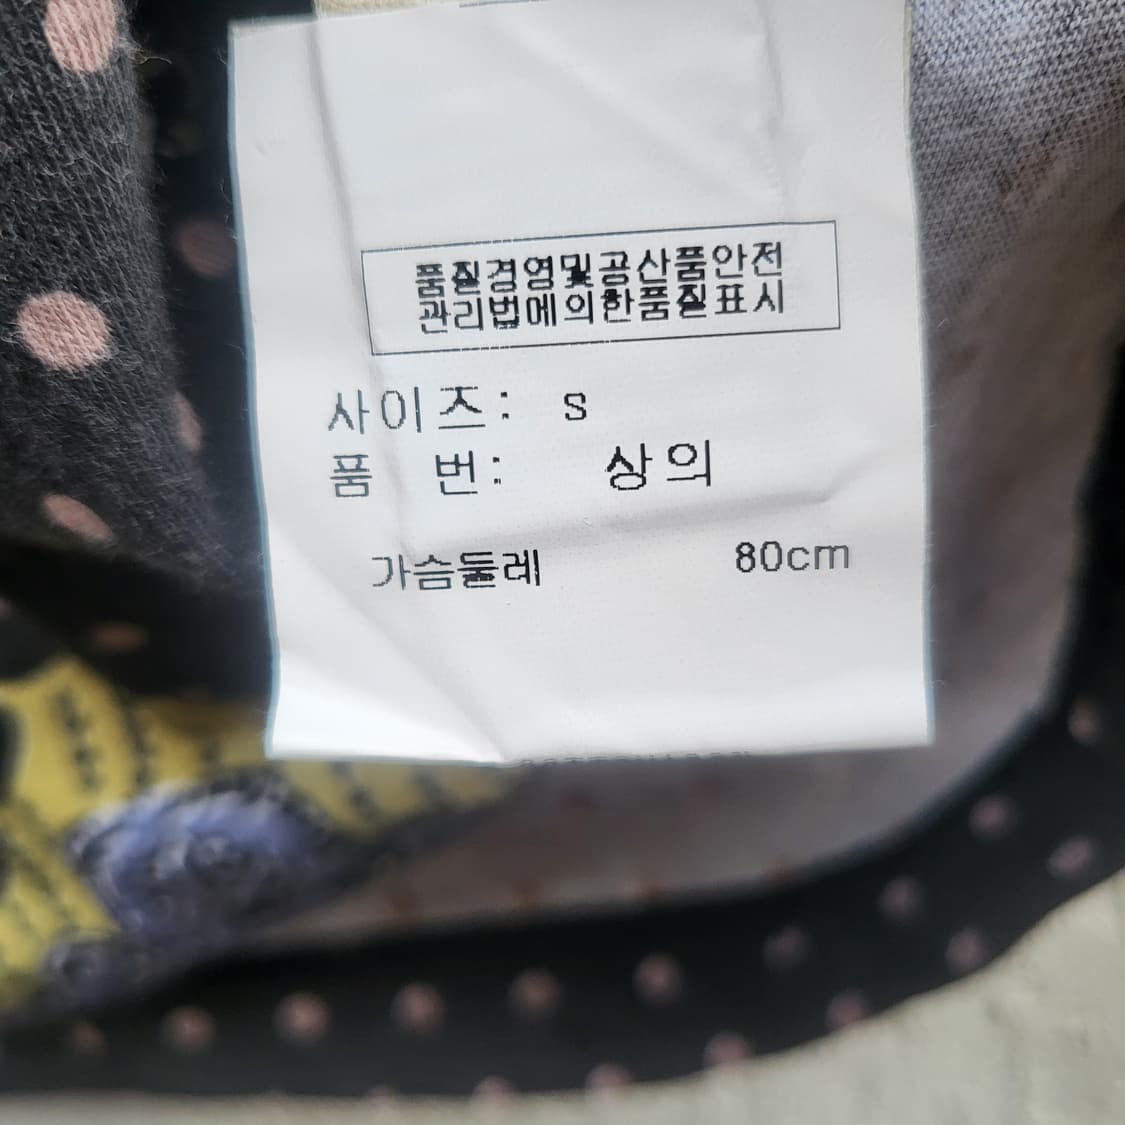 품질경영및공산품안전
관리법에의한품질표시
사이즈: S
품 번: 상의
가슴둘레 80cm